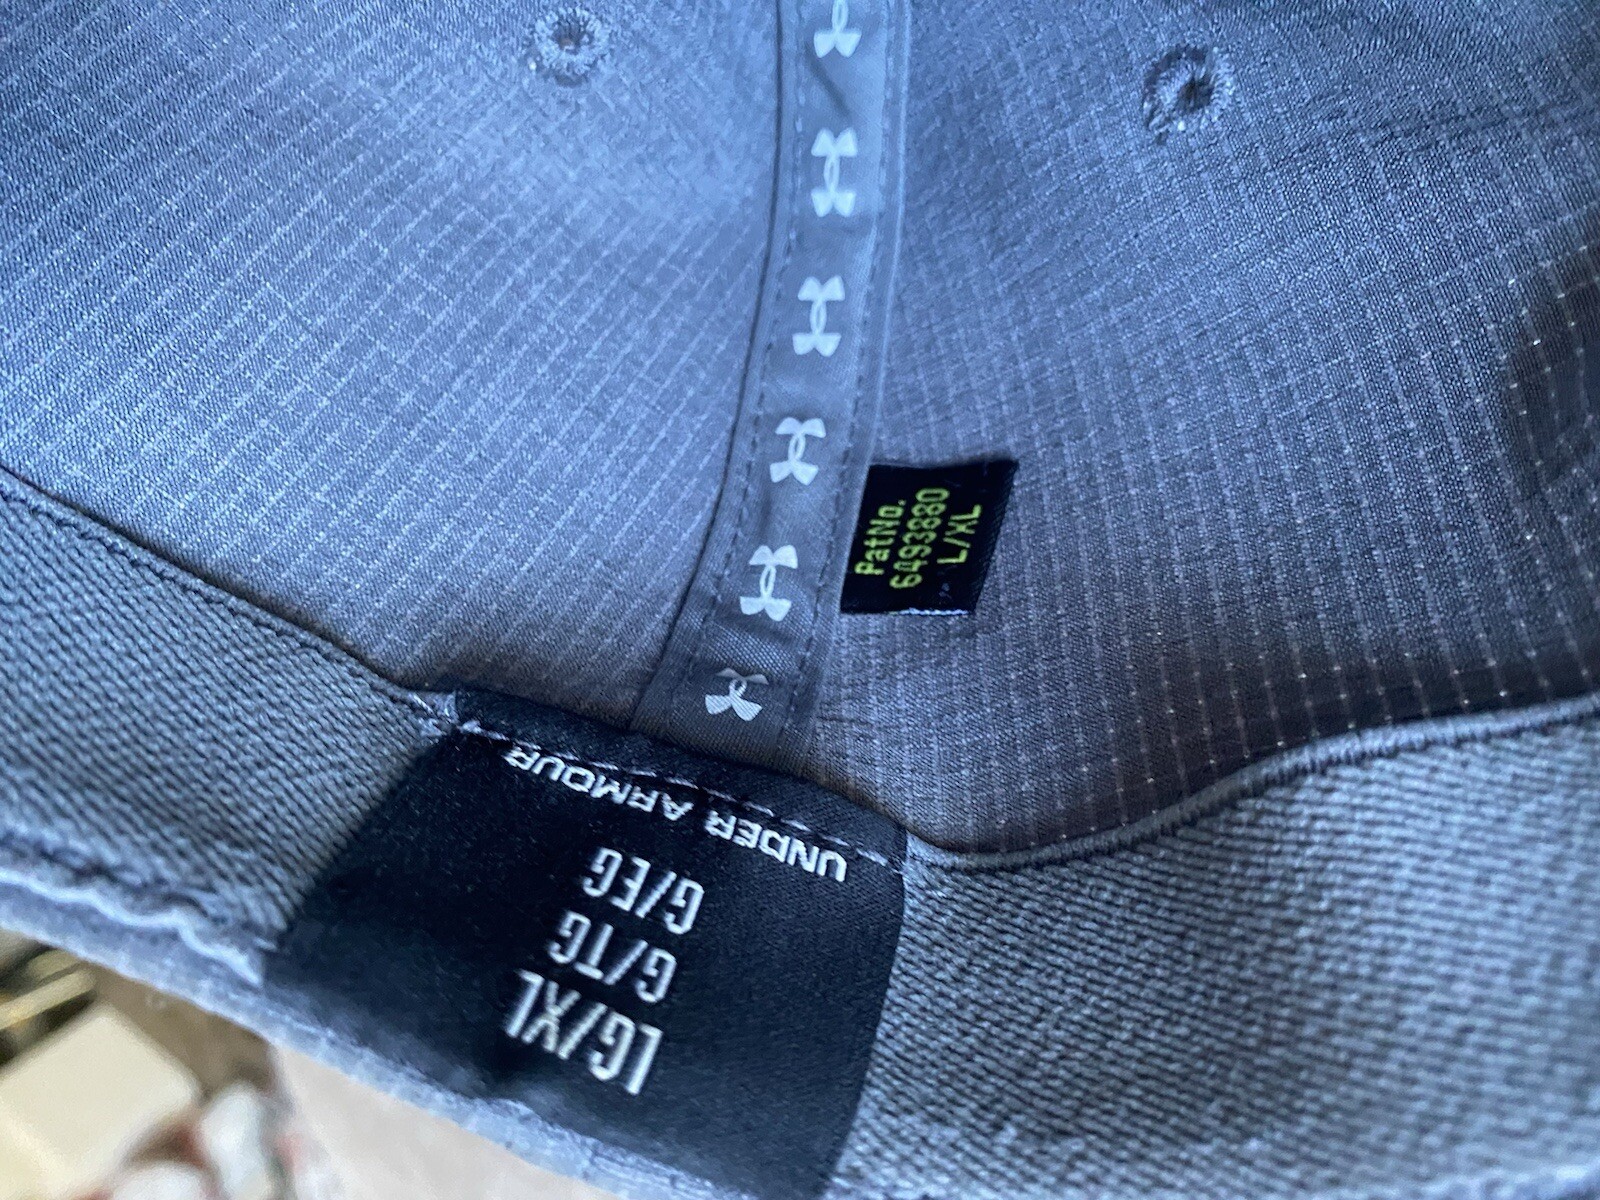 PatNo.
6493880
L/XL
UNDER ARMOUR
G/EG
G/TG
LG/XL